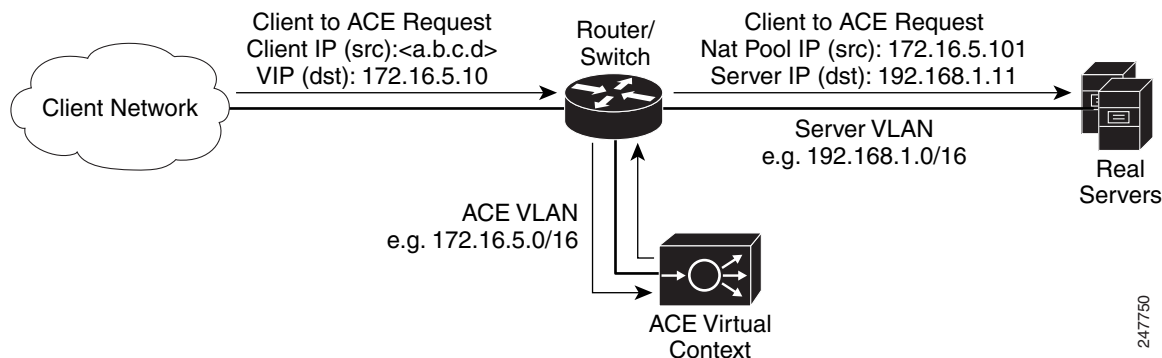 Client to ACE Request
Client IP (src):<a.b.c.d>
VIP (dst): 172.16.5.10
Router/
Switch
Client to ACE Request
Nat Pool IP (src): 172.16.5.101
Server IP (dst): 192.168.1.11
Client Network
Server VLAN
e.g. 192.168.1.0/16
Real
Servers
ACE VLAN
e.g. 172.16.5.0/16
ACE Virtual
Context
247750